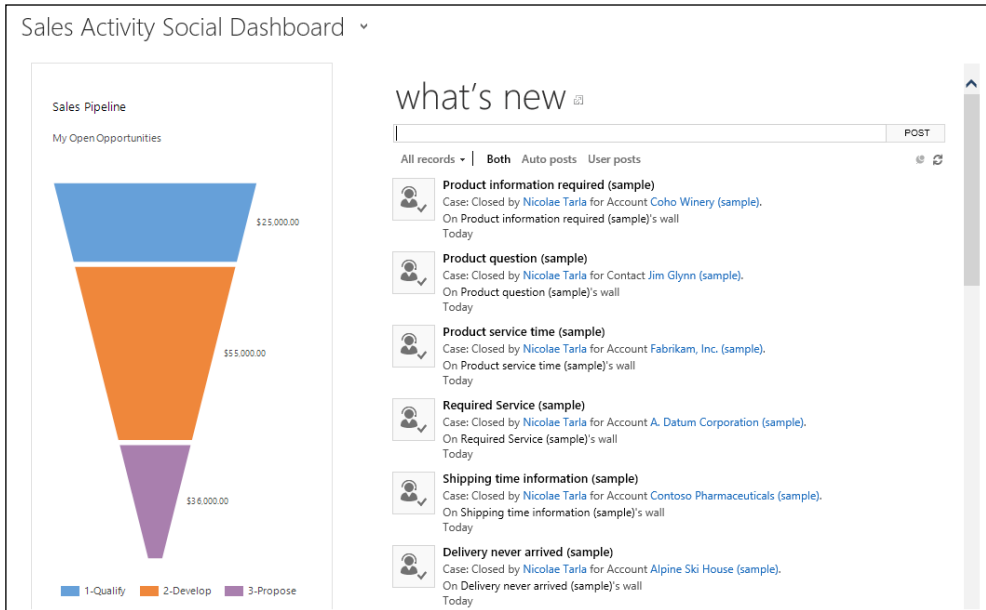 Sales Activity Social Dashboard
Sales Pipeline
My Open Opportunities
$25,000.00
$55,000.00
$36,000.00
1-Qualify 2-Develop 3-Propose
what's new
POST
All records Both Auto posts User posts
Product information required (sample)
Case: Closed by Nicolae Tarla for Account Coho Winery (sample).
On Product information required (sample)'s wall
Today
Product question (sample)
Case: Closed by Nicolae Tarla for Contact Jim Glynn (sample).
On Product question (sample)'s wall
Today
Product service time (sample)
Case: Closed by Nicolae Tarla for Account Fabrikam, Inc. (sample).
On Product service time (sample)'s wall
Today
Required Service (sample)
Case: Closed by Nicolae Tarla for Account A. Datum Corporation (sample).
On Required Service (sample)'s wall
Today
Shipping time information (sample)
Case: Closed by Nicolae Tarla for Account Contoso Pharmaceuticals (sample).
On Shipping time information (sample)'s wall
Today
Delivery never arrived (sample)
Case: Closed by Nicolae Tarla for Account Alpine Ski House (sample).
On Delivery never arrived (sample)'s wall
Today